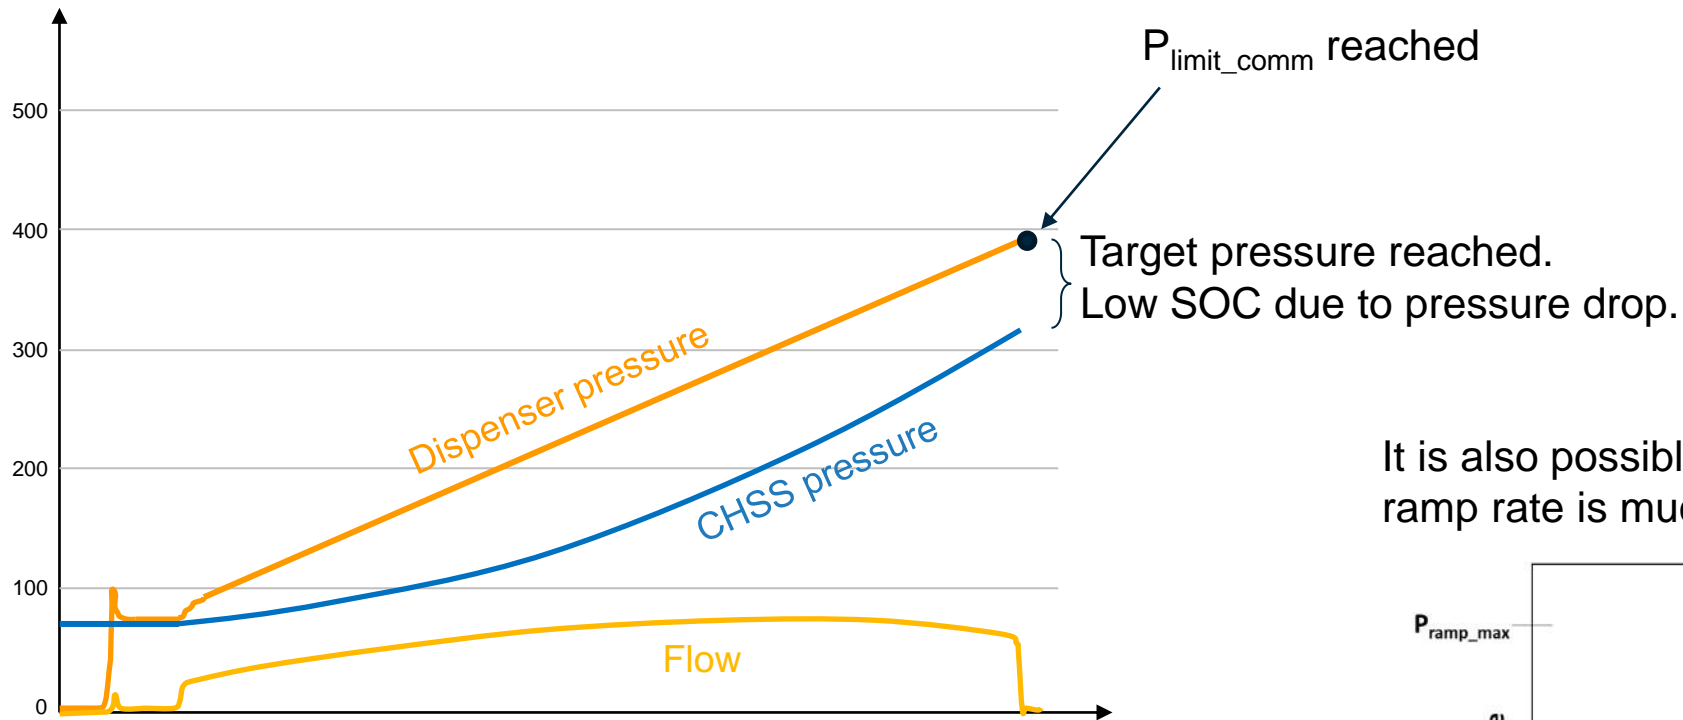 P_limit_comm reached
500
400
Target pressure reached.
Low SOC due to pressure drop.
300
Dispenser pressure
200
CHSS pressure
It is also possibl
ramp rate is muc
100
P_ramp_max
Flow
0